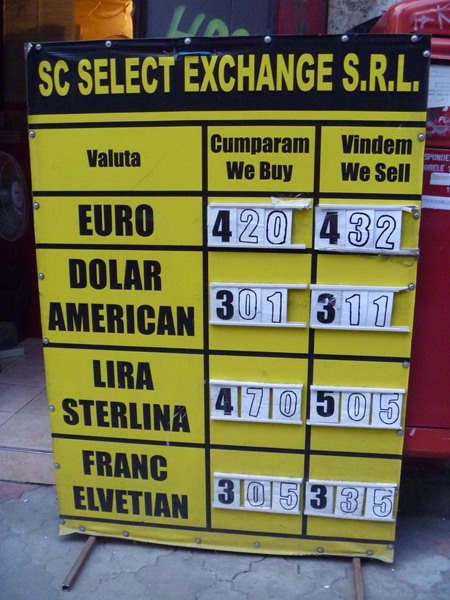 SC SELECT EXCHANGE S.R.L.
Valuta Cumparam We Buy Vindem We Sell
EURO 420 432
DOLAR AMERICAN 301 311
LIRA STERLINA 470 505
FRANC ELVETIAN 305 335